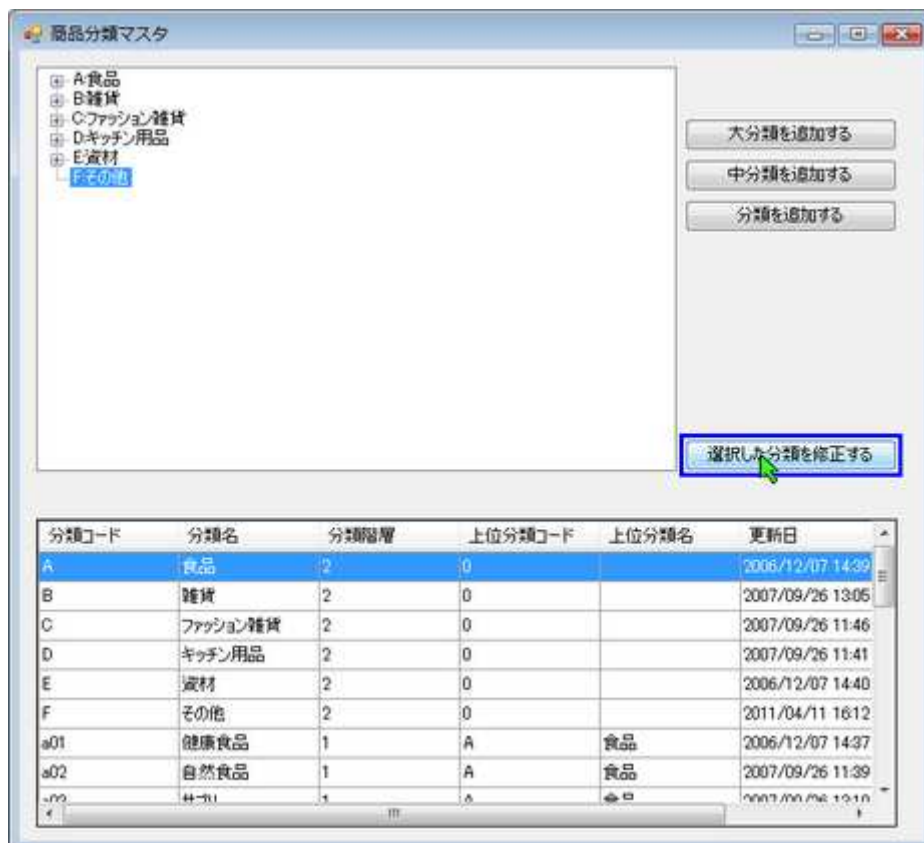 商品分類マスタ
A:食品
B:雑貨
C:ファッション雑貨
D:キッチン用品
E:資材
F:その他
大分類を追加する
中分類を追加する
分類を追加する
選択した分類を修正する
分類コード 分類名 分類階層 上位分類コード 上位分類名 更新日
A 食品 2 0 2006/12/07 14:39
B 雑貨 2 0 2007/09/26 13:05
C ファッション雑貨 2 0 2007/09/26 11:46
D キッチン用品 2 0 2007/09/26 11:41
E 資材 2 0 2006/12/07 14:40
F その他 2 0 2011/04/11 16:12
a01 健康食品 1 A 食品 2006/12/07 14:37
a02 自然食品 1 A 食品 2007/09/26 11:39
a03 サプリ 1 A 食品